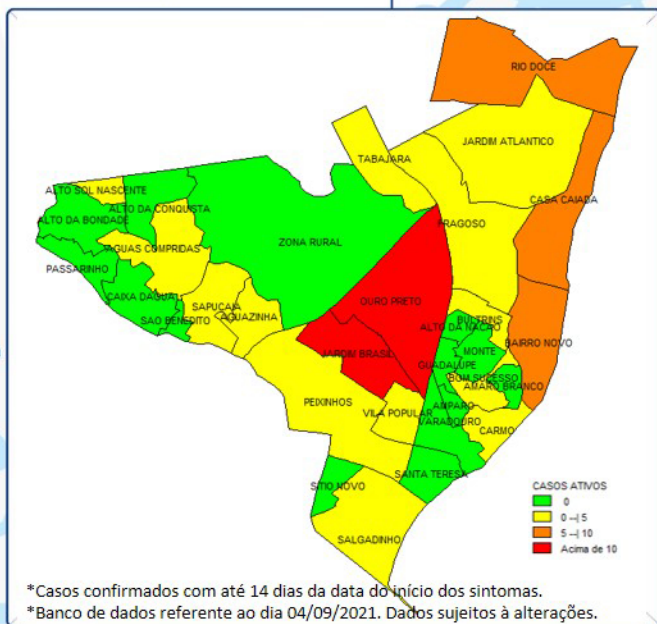 RIO DOCE
JARDIM ATLANTICO
TABAJARA
ALTO SOL NASCENTE
CASA CAIADA
ALTO DA CONQUISTA
ALTO DA BONDADE
FRAGOSO
ZONA RURAL
AGUAS COMPRIDAS
PASSARINHO
CAIXA DAGUA
OURO PRETO
SAPUCAIA
AGUAZINHA
SAO BENEDITO
BULTRINS
ALTO DA NACAO
BAIRRO NOVO
MONTE
JARDIM BRASIL
GUADALUPE
BOM SUCESSO
AMARO BRANCO
PEIXINHOS
AMPARO
VILA POPULAR
VARADOURO
CARMO
SANTA TERESA
SITIO NOVO
SALGADINHO
CASOS ATIVOS
0
0 --| 5
5 --| 10
Acima de 10
*Casos confirmados com até 14 dias da data do início dos sintomas.
*Banco de dados referente ao dia 04/09/2021. Dados sujeitos à alterações.